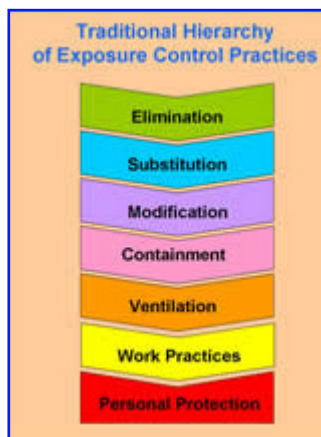 Traditional Hierarchy
of Exposure Control Practices
Elimination
Substitution
Modification
Containment
Ventilation
Work Practices
Personal Protection